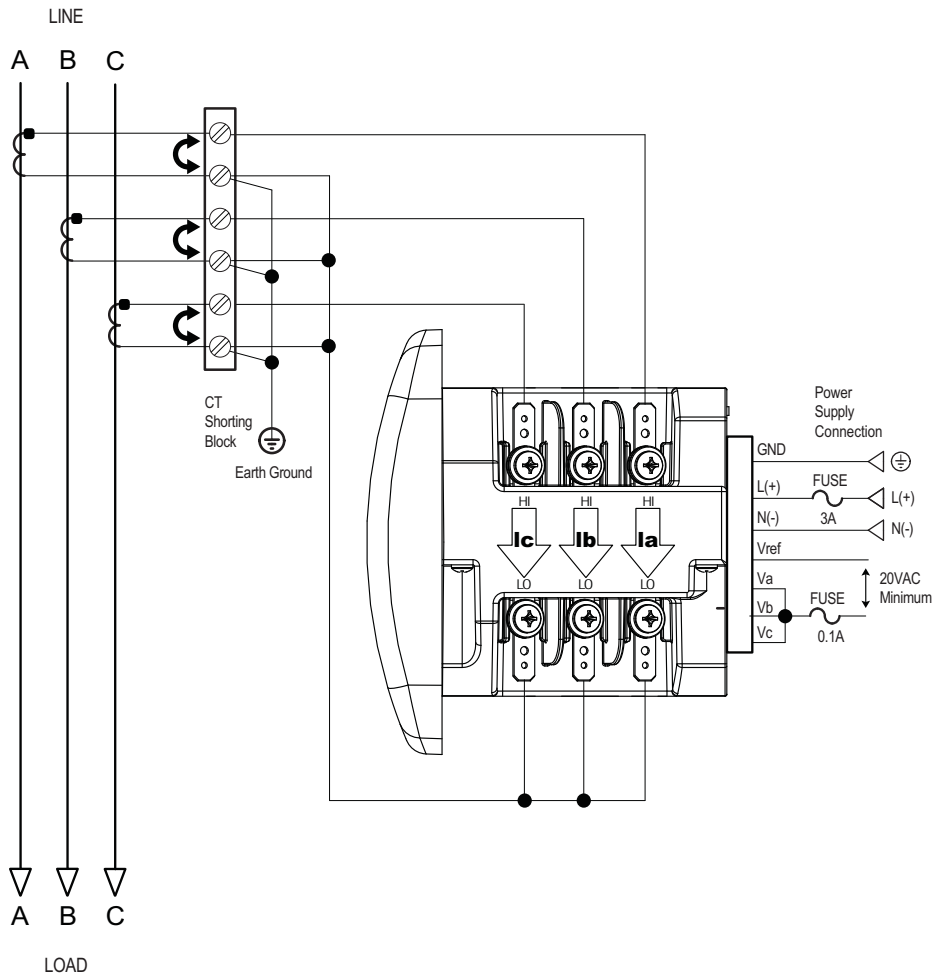 LINE
A B C
CT
Shorting
Block
Earth Ground
HI HI HI
Ic Ib Ia
LO LO LO
Power
Supply
Connection
GND
L(+) FUSE L(+)
3A
N(-) N(-)
Vref
Va
Vb
Vc
FUSE
0.1A
20VAC
Minimum
A B C
LOAD